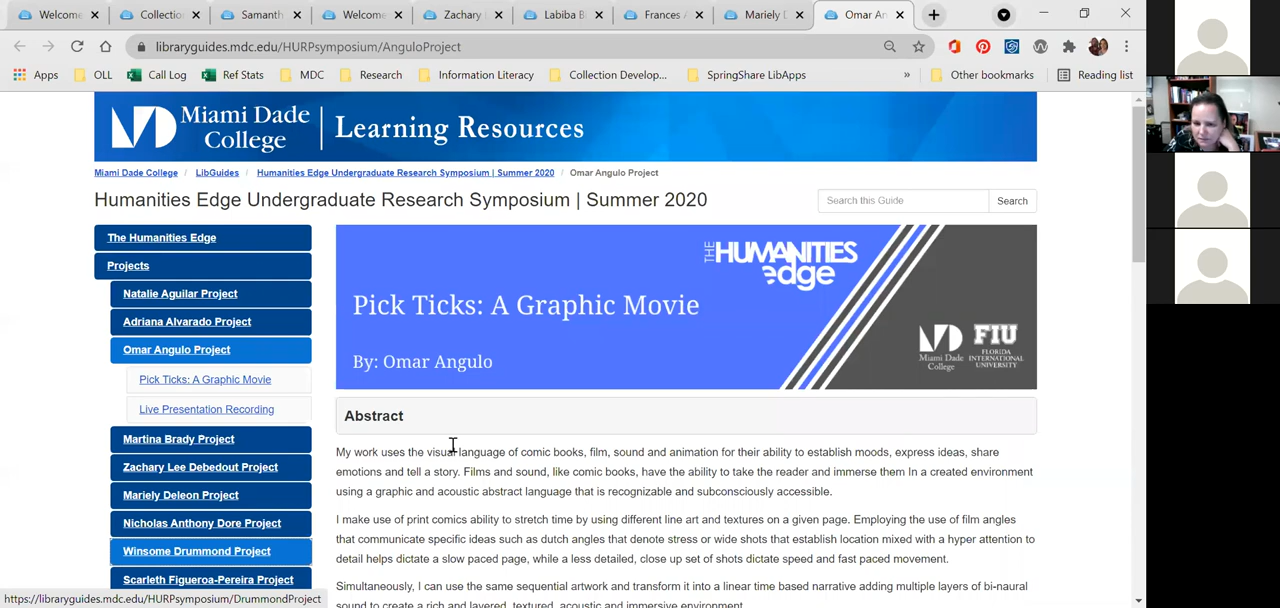 Welcome
Collectio
Samanth
Welcome
Zachary
Labiba B
Frances A
Mariely D
Omar An
libraryguides.mdc.edu/HURPsymposium/AnguloProject
Apps
OLL
Call Log
Ref Stats
MDC
Research
Information Literacy
Collection Develop...
SpringShare LibApps
»
Other bookmarks
Reading list
Miami Dade College | Learning Resources
Miami Dade College / LibGuides / Humanities Edge Undergraduate Research Symposium | Summer 2020 / Omar Angulo Project
Humanities Edge Undergraduate Research Symposium | Summer 2020
Search this Guide
Search
The Humanities Edge
Projects
Natalie Aguilar Project
Adriana Alvarado Project
Omar Angulo Project
Pick Ticks: A Graphic Movie
Live Presentation Recording
Martina Brady Project
Zachary Lee Debedout Project
Mariely Deleon Project
Nicholas Anthony Dore Project
Winsome Drummond Project
Scarleth Figueroa-Pereira Project
THE HUMANITIES edge
Pick Ticks: A Graphic Movie
By: Omar Angulo
Miami Dade College
FIU FLORIDA INTERNATIONAL UNIVERSITY
Abstract
My work uses the visual language of comic books, film, sound and animation for their ability to establish moods, express ideas, share
emotions and tell a story. Films and sound, like comic books, have the ability to take the reader and immerse them In a created environment
using a graphic and acoustic abstract language that is recognizable and subconsciously accessible.
I make use of print comics ability to stretch time by using different line art and textures on a given page. Employing the use of film angles
that communicate specific ideas such as dutch angles that denote stress or wide shots that establish location mixed with a hyper attention to
detail helps dictate a slow paced page, while a less detailed, close up set of shots dictate speed and fast paced movement.
Simultaneously, I can use the same sequential artwork and transform it into a linear time based narrative adding multiple layers of bi-naural
sound to create a rich and layered, textured, acoustic and immersive environment.
https://libraryguides.mdc.edu/HURPsymposium/DrummondProject